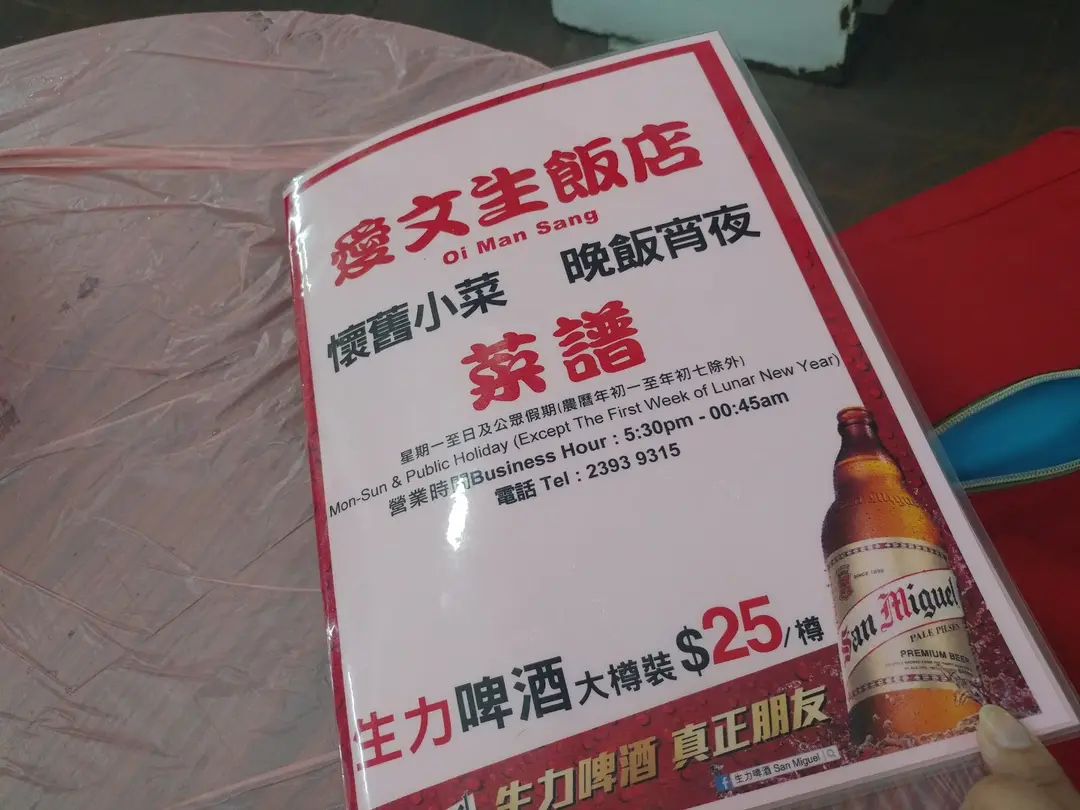 愛文生飯店
Oi Man Sang
懷舊小菜 晚飯宵夜
菜譜
星期一至日及公眾假期(農曆年初一至年初七除外)
Mon-Sun & Public Holiday (Except The First Week of Lunar New Year)
營業時間Business Hour : 5:30pm - 00:45am
電話 Tel : 2393 9315
SINCE 1890
San Miguel
PALE PILSEN
PREMIUM BEER
生力啤酒大樽裝 $25/樽
生力啤酒 真正朋友
f 生力啤酒 San Miguel